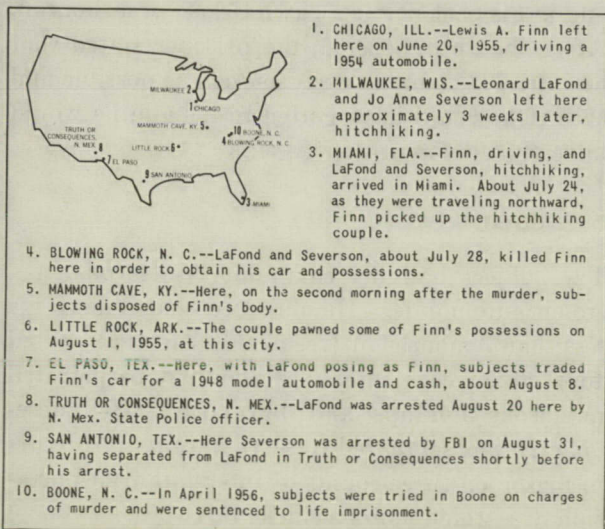 1. CHICAGO, ILL.--Lewis A. Finn left
here on June 20, 1955, driving a
1954 automobile.
2. MILWAUKEE, WIS.--Leonard LaFond
and Jo Anne Severson left here
approximately 3 weeks later,
hitchhiking.
3. MIAMI, FLA.--Finn, driving, and
LaFond and Severson, hitchhiking,
arrived in Miami. About July 24,
as they were traveling northward,
Finn picked up the hitchhiking
couple.
MILWAUKEE 2
1 CHICAGO
MAMMOTH CAVE, KY. 5
10 BOONE, N. C.
4 BLOWING ROCK, N. C.
TRUTH OR
CONSEQUENCES,
N. MEX. 8
LITTLE ROCK 6
7 EL PASO
9 SAN ANTONIO
3 MIAMI
4. BLOWING ROCK, N. C.--LaFond and Severson, about July 28, killed Finn
here in order to obtain his car and possessions.
5. MAMMOTH CAVE, KY.--Here, on the second morning after the murder, sub-
jects disposed of Finn's body.
6. LITTLE ROCK, ARK.--The couple pawned some of Finn's possessions on
August 1, 1955, at this city.
7. EL PASO, TEX.--Here, with LaFond posing as Finn, subjects traded
Finn's car for a 1948 model automobile and cash, about August 8.
8. TRUTH OR CONSEQUENCES, N. MEX.--LaFond was arrested August 20 here by
N. Mex. State Police officer.
9. SAN ANTONIO, TEX.--Here Severson was arrested by FBI on August 31,
having separated from LaFond in Truth or Consequences shortly before
his arrest.
10. BOONE, N. C.--In April 1956, subjects were tried in Boone on charges
of murder and were sentenced to life imprisonment.